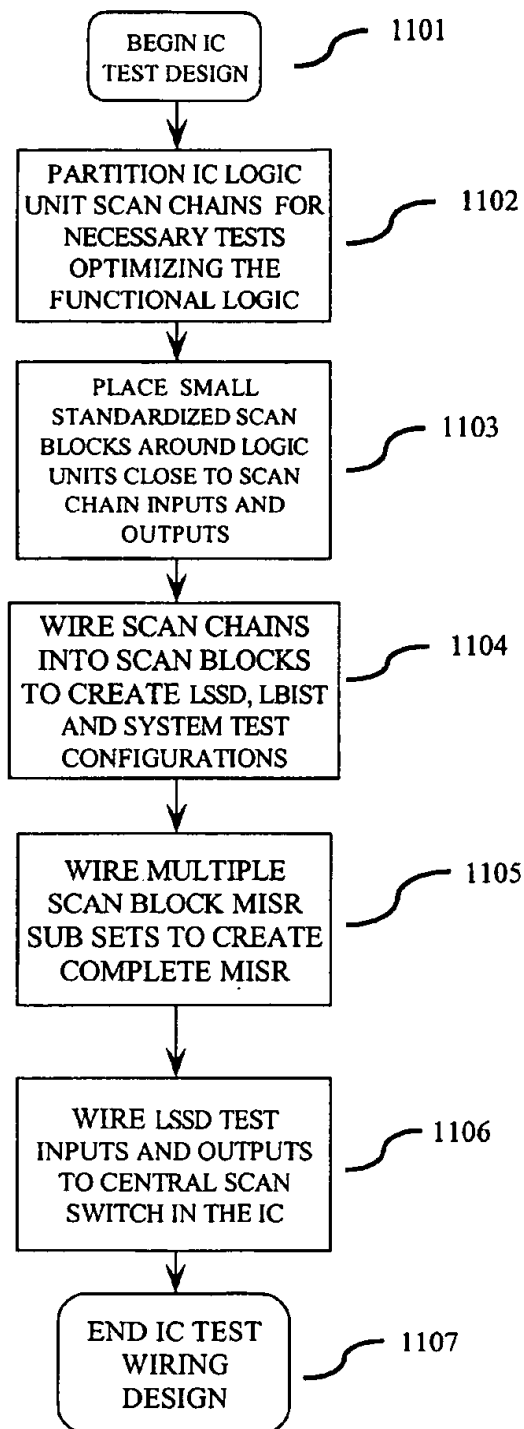 BEGIN IC
TEST DESIGN
1101
PARTITION IC LOGIC
UNIT SCAN CHAINS FOR
NECESSARY TESTS
OPTIMIZING THE
FUNCTIONAL LOGIC
1102
PLACE SMALL
STANDARDIZED SCAN
BLOCKS AROUND LOGIC
UNITS CLOSE TO SCAN
CHAIN INPUTS AND
OUTPUTS
1103
WIRE SCAN CHAINS
INTO SCAN BLOCKS
TO CREATE LSSD, LBIST
AND SYSTEM TEST
CONFIGURATIONS
1104
WIRE MULTIPLE
SCAN BLOCK MISR
SUB SETS TO CREATE
COMPLETE MISR
1105
WIRE LSSD TEST
INPUTS AND OUTPUTS
TO CENTRAL SCAN
SWITCH IN THE IC
1106
END IC TEST
WIRING
DESIGN
1107